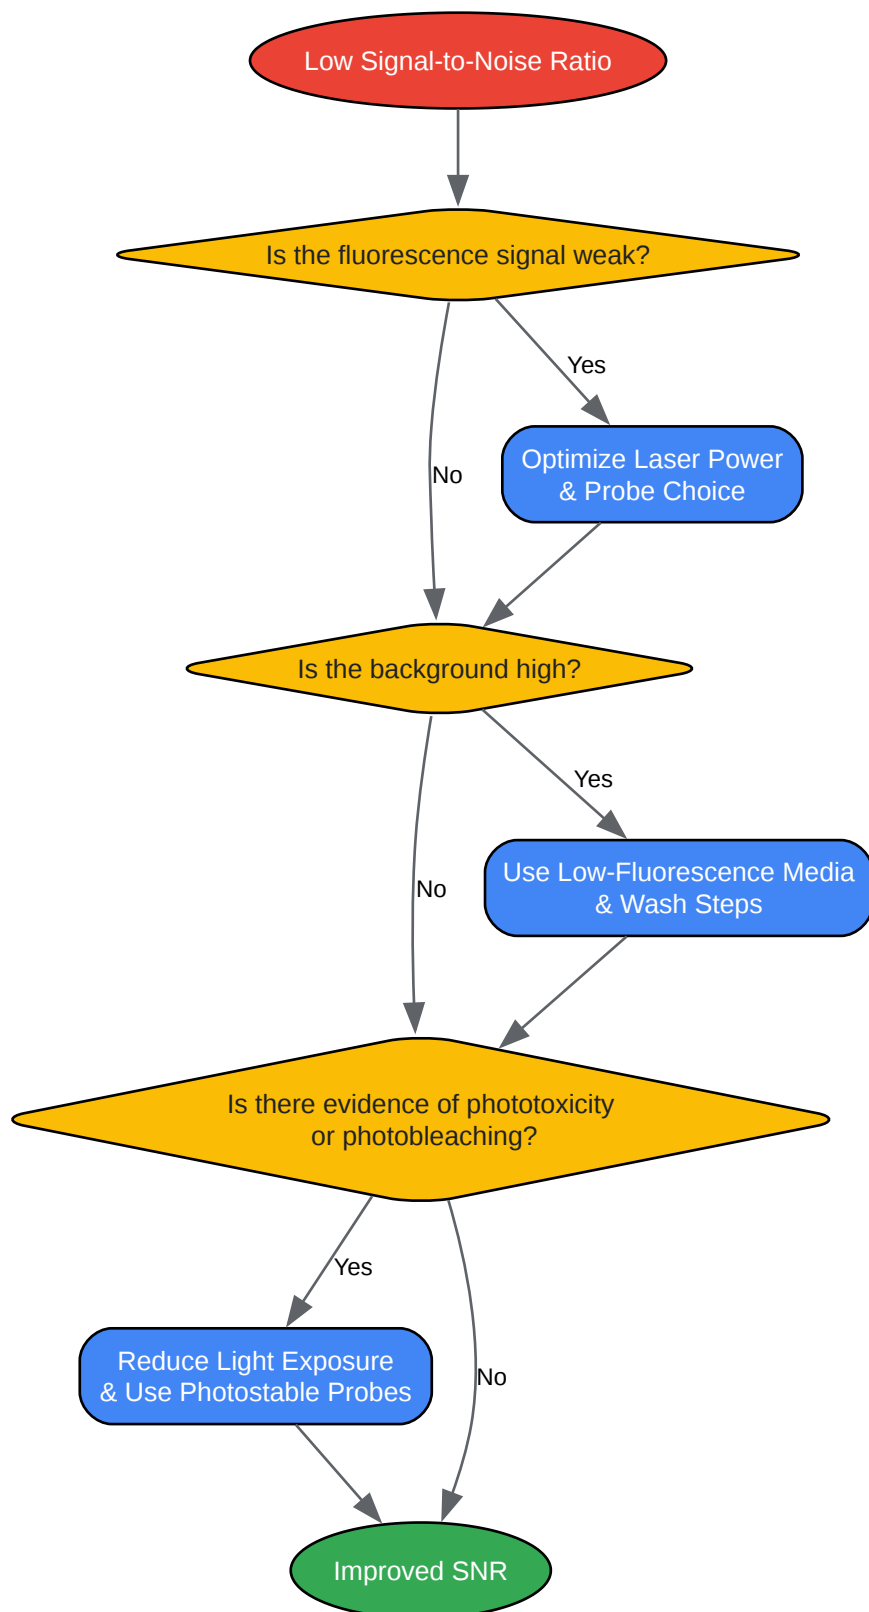 Low Signal-to-Noise Ratio
Is the fluorescence signal weak?
Yes
Optimize Laser Power
& Probe Choice
No
Is the background high?
Yes
Use Low-Fluorescence Media
& Wash Steps
No
Is there evidence of phototoxicity
or photobleaching?
Yes
Reduce Light Exposure
& Use Photostable Probes
No
Improved SNR